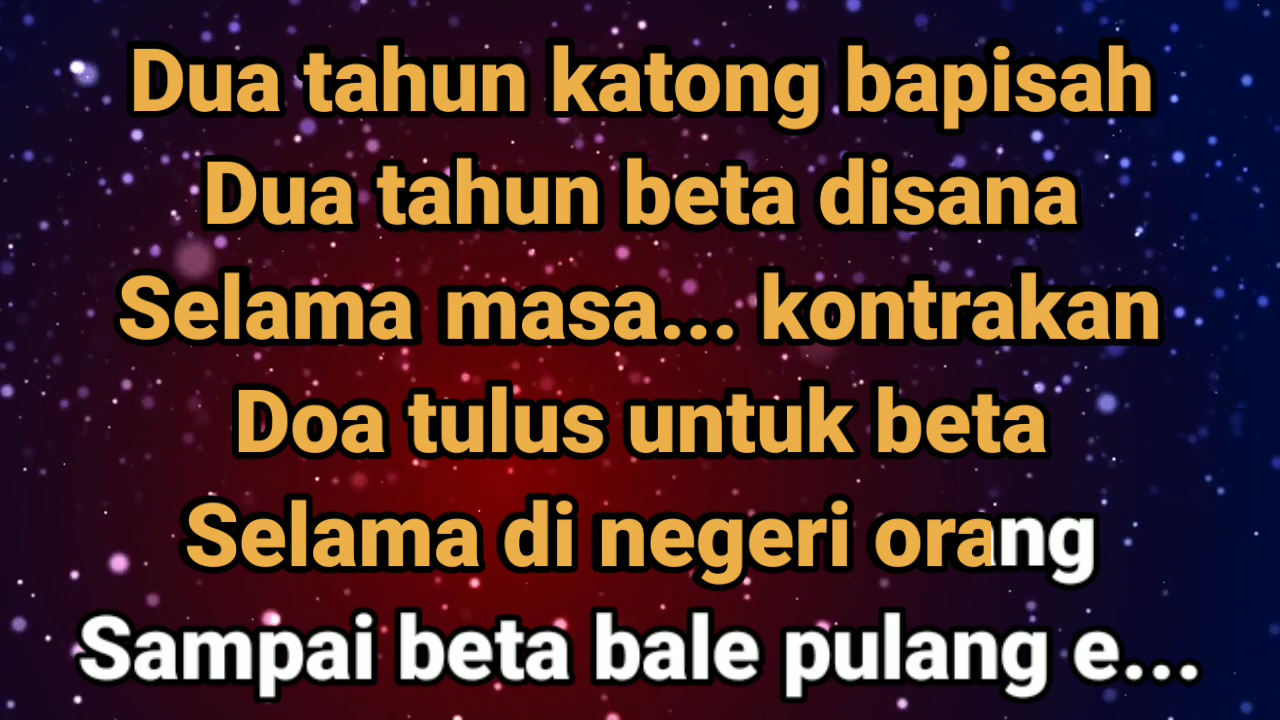 Dua tahun katong bapisah
Dua tahun beta disana
Selama masa... kontrakan
Doa tulus untuk beta
Selama di negeri orang
Sampai beta bale pulang e...